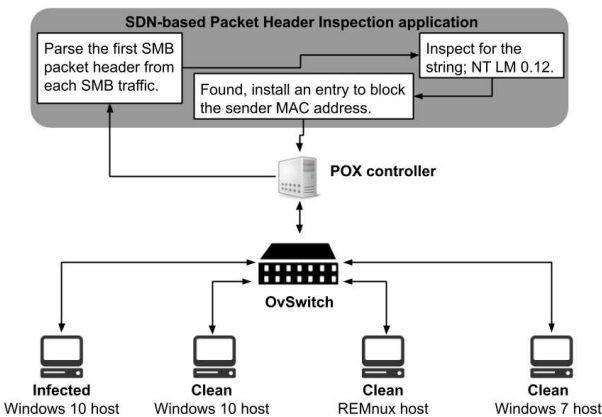 SDN-based Packet Header Inspection application
Parse the first SMB
packet header from
each SMB traffic.
Inspect for the
string; NT LM 0.12.
Found, install an entry to block
the sender MAC address.
POX controller
OvSwitch
Infected
Windows 10 host
Clean
Windows 10 host
Clean
REMnux host
Clean
Windows 7 host